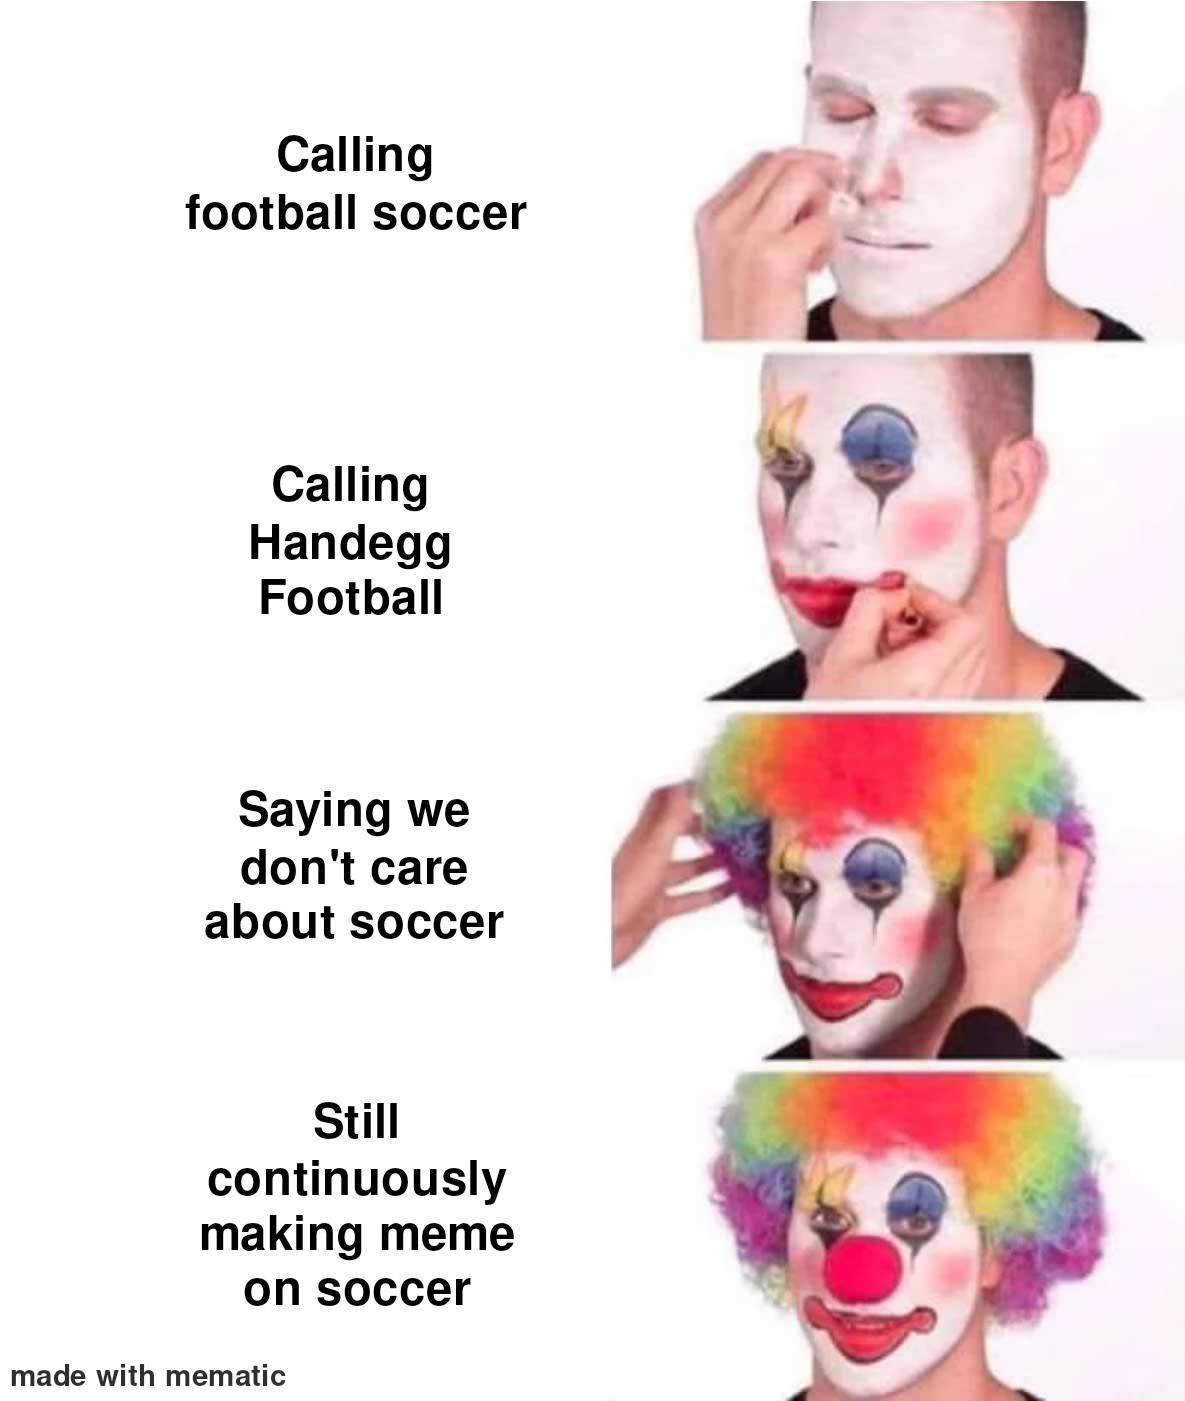 Calling
football soccer
Calling
Handegg
Football
Saying we
don't care
about soccer
Still
continuously
making meme
on soccer
made with mematic